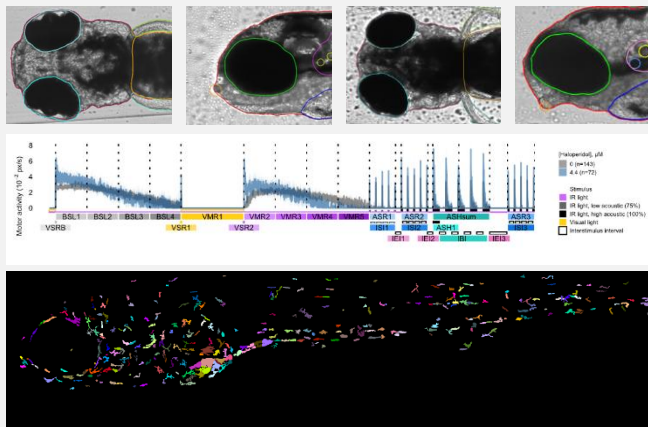 8
6
4
2
0
Motor activity (10⁻² px/s)
[Haloperidol], µM
0 (n=143)
4.4 (n=72)
Stimulus
IR light
IR light, low acoustic (75%)
IR light, high acoustic (100%)
Visual light
Interstimulus interval
BSL1 BSL2 BSL3 BSL4 VMR1 VMR2 VMR3 VMR4 VMR5 ASR1 ASR2 ASHsum ASR3
VSRB VSR1 VSR2 ISI1 ISI2 ASH1 ISI3
IEI1 IEI2 IBI IEI3